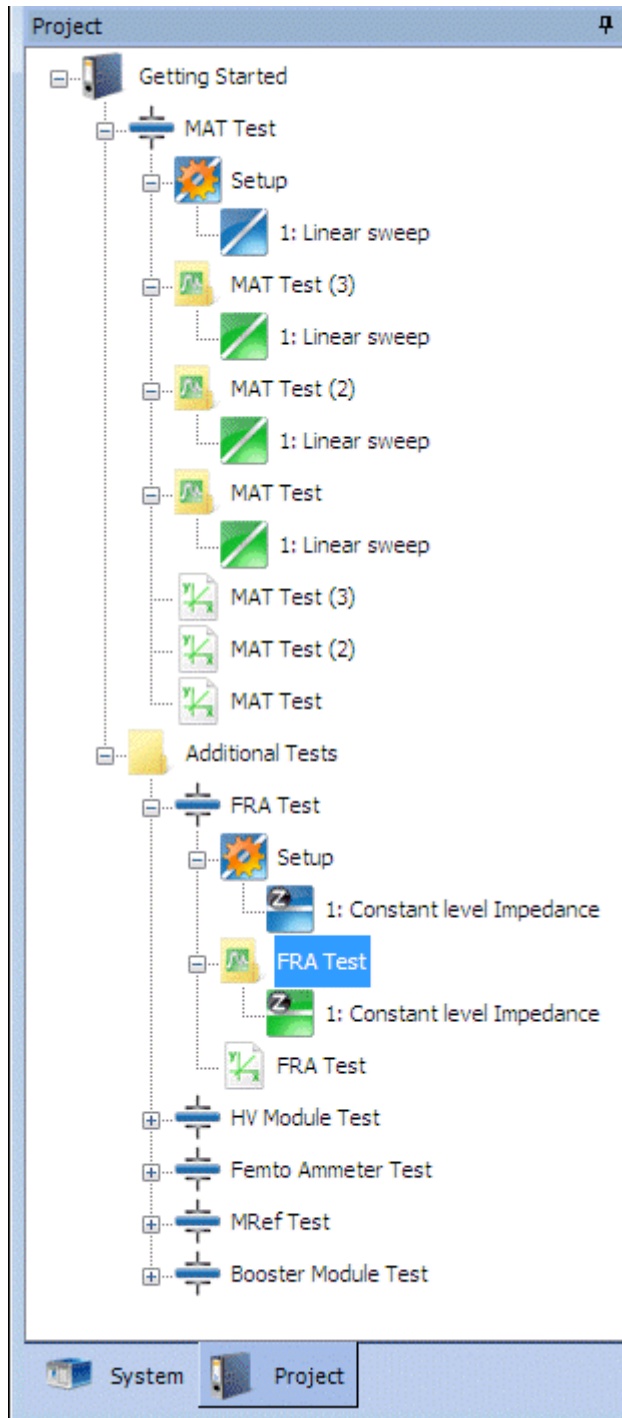 Project
Getting Started
MAT Test
Setup
1: Linear sweep
MAT Test (3)
1: Linear sweep
MAT Test (2)
1: Linear sweep
MAT Test
1: Linear sweep
MAT Test (3)
MAT Test (2)
MAT Test
Additional Tests
FRA Test
Setup
1: Constant level Impedance
FRA Test
1: Constant level Impedance
FRA Test
HV Module Test
Femto Ammeter Test
MRef Test
Booster Module Test
System Project